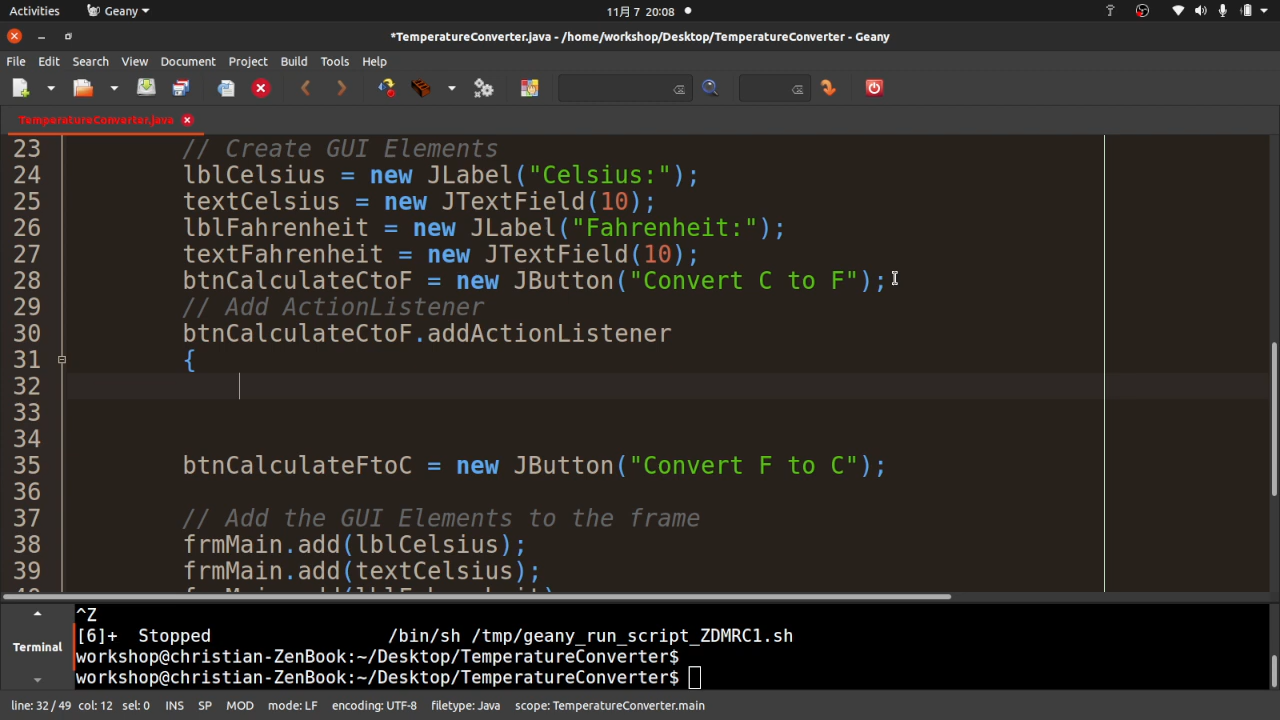 Activities Geany 11月 7 20:08
*TemperatureConverter.java - /home/workshop/Desktop/TemperatureConverter - Geany
File Edit Search View Document Project Build Tools Help
TemperatureConverter.java
23 // Create GUI Elements
24 lblCelsius = new JLabel("Celsius:");
25 textCelsius = new JTextField(10);
26 lblFahrenheit = new JLabel("Fahrenheit:");
27 textFahrenheit = new JTextField(10);
28 btnCalculateCtoF = new JButton("Convert C to F");
29 // Add ActionListener
30 btnCalculateCtoF.addActionListener
31 {
32
33
34
35 btnCalculateFtoC = new JButton("Convert F to C");
36
37 // Add the GUI Elements to the frame
38 frmMain.add(lblCelsius);
39 frmMain.add(textCelsius);
^Z
[6]+ Stopped /bin/sh /tmp/geany_run_script_ZDMRC1.sh
Terminal
workshop@christian-ZenBook:~/Desktop/TemperatureConverter$
workshop@christian-ZenBook:~/Desktop/TemperatureConverter$
line: 32 / 49 col: 12 sel: 0 INS SP MOD mode: LF encoding: UTF-8 filetype: Java scope: TemperatureConverter.main